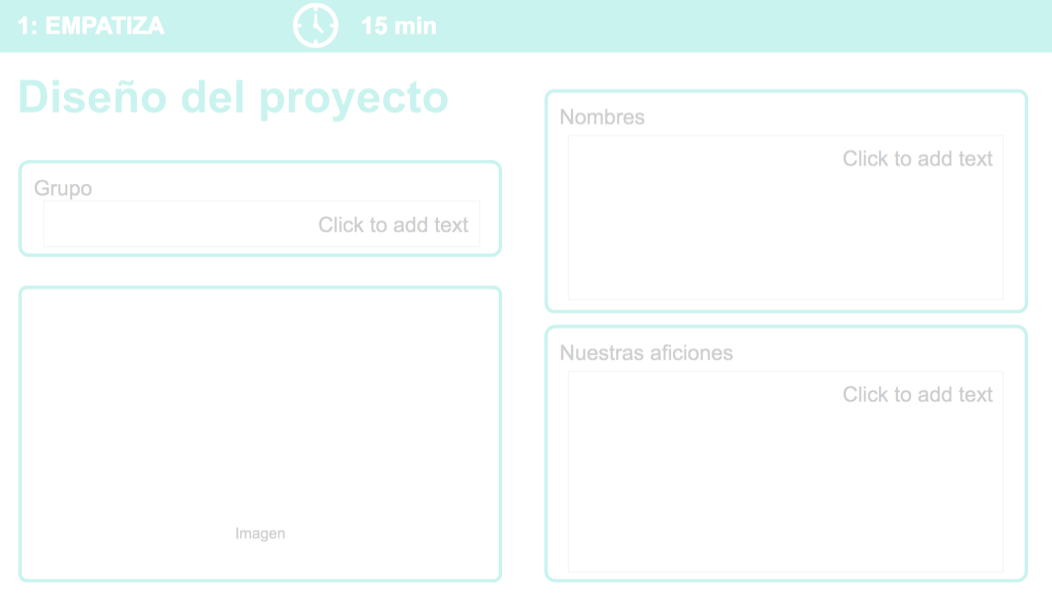 1: EMPATIZA
15 min
Diseño del proyecto
Grupo
Click to add text
Imagen
Nombres
Click to add text
Nuestras aficiones
Click to add text